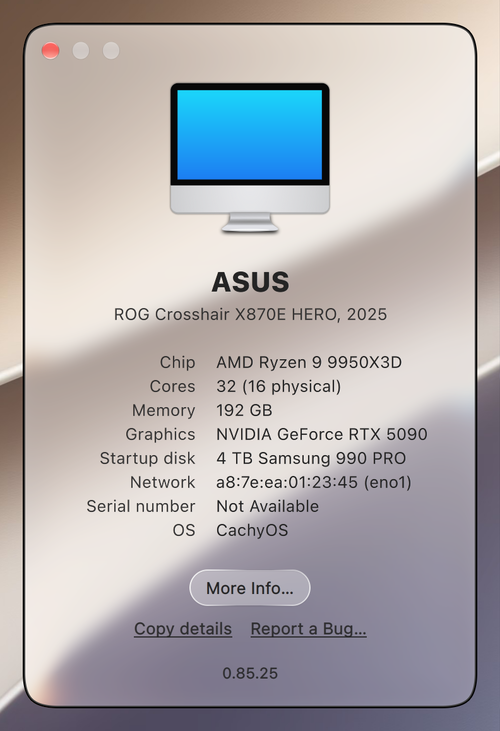 ASUS
ROG Crosshair X870E HERO, 2025
Chip AMD Ryzen 9 9950X3D
Cores 32 (16 physical)
Memory 192 GB
Graphics NVIDIA GeForce RTX 5090
Startup disk 4 TB Samsung 990 PRO
Network a8:7e:ea:01:23:45 (eno1)
Serial number Not Available
OS CachyOS
More Info...
Copy details Report a Bug...
0.85.25